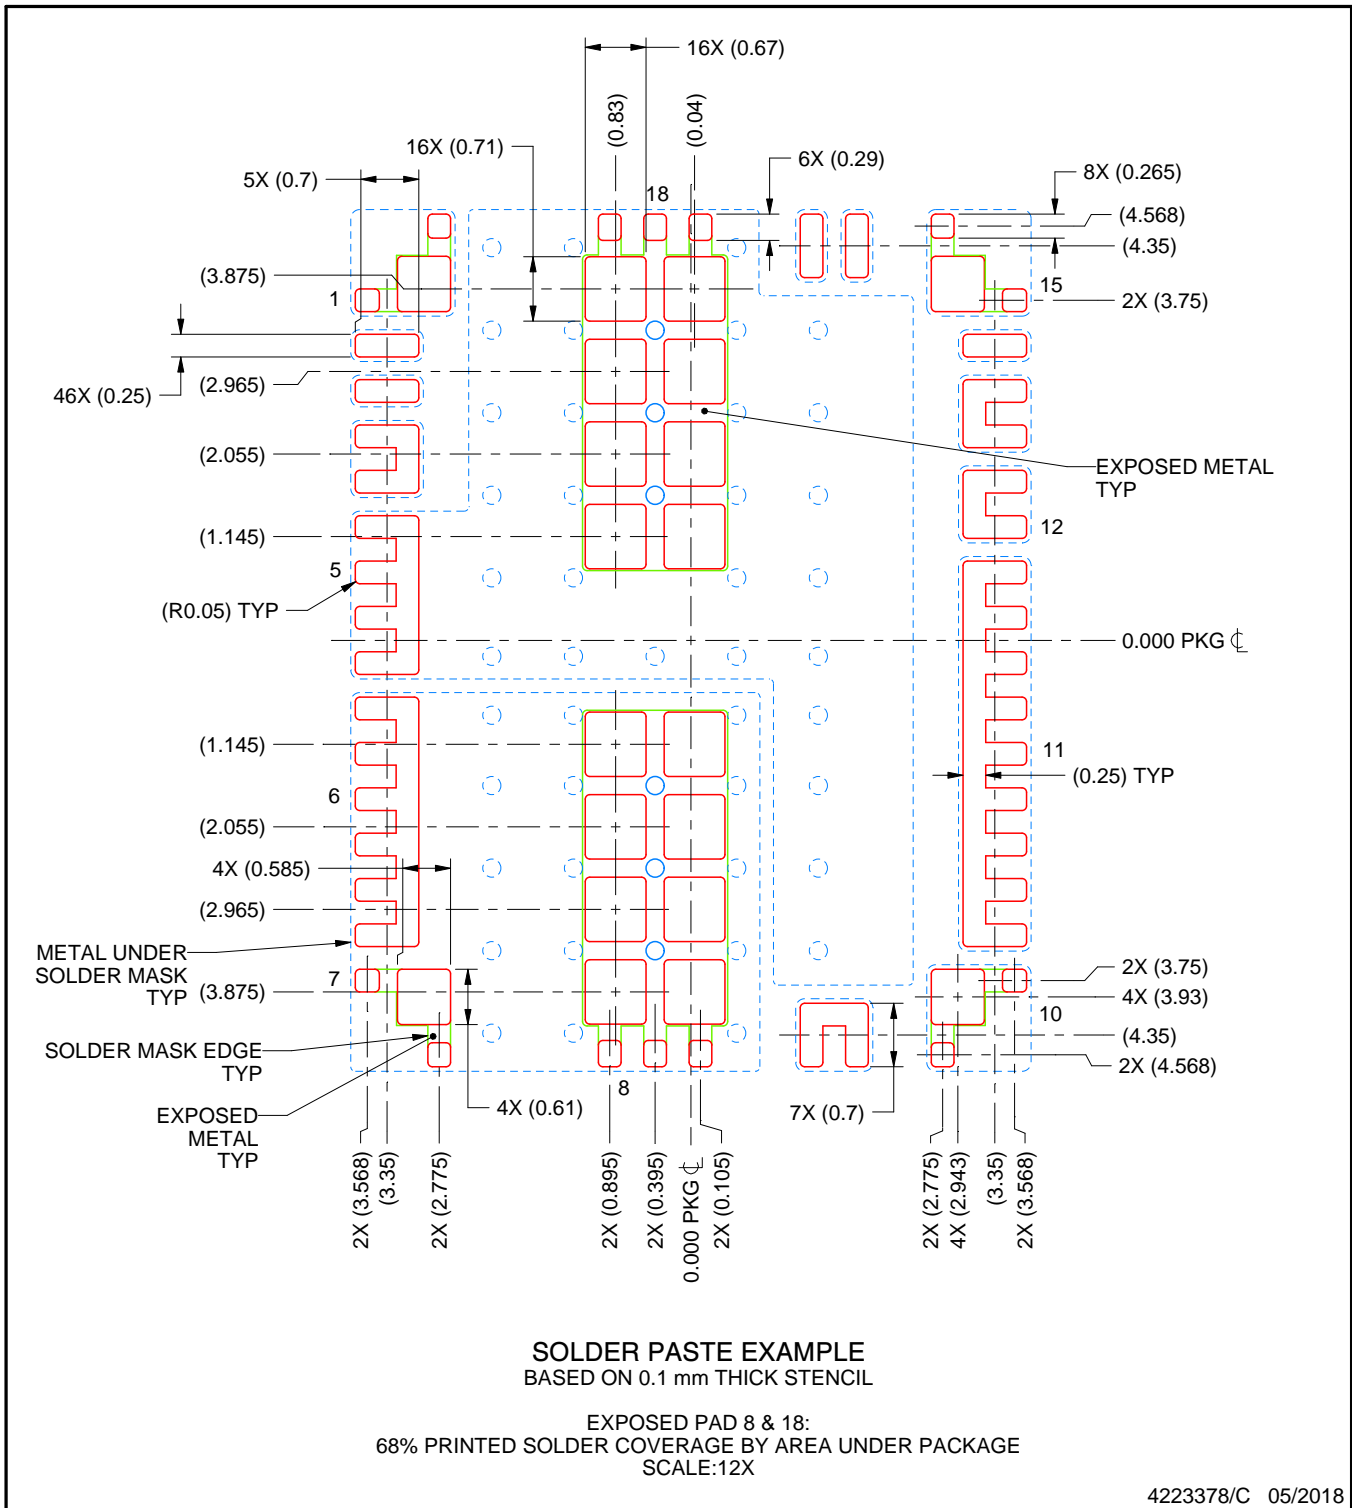 16X (0.67)
(0.83)
(0.04)
16X (0.71)
6X (0.29)
5X (0.7)
8X (0.265)
18
(4.568)
(4.35)
(3.875)
1
15
2X (3.75)
46X (0.25)
(2.965)
(2.055)
EXPOSED METAL
TYP
12
(1.145)
5
(R0.05) TYP
0.000 PKG ℄
(1.145)
11
(0.25) TYP
6
(2.055)
4X (0.585)
(2.965)
METAL UNDER
SOLDER MASK
TYP
7
(3.875)
2X (3.75)
4X (3.93)
10
(4.35)
SOLDER MASK EDGE
TYP
2X (4.568)
8
4X (0.61)
7X (0.7)
EXPOSED
METAL
TYP
2X (3.568)
(3.35)
2X (2.775)
2X (0.895)
2X (0.395)
0.000 PKG ℄
2X (0.105)
2X (2.775)
4X (2.943)
(3.35)
2X (3.568)
SOLDER PASTE EXAMPLE
BASED ON 0.1 mm THICK STENCIL
EXPOSED PAD 8 & 18:
68% PRINTED SOLDER COVERAGE BY AREA UNDER PACKAGE
SCALE:12X
4223378/C 05/2018